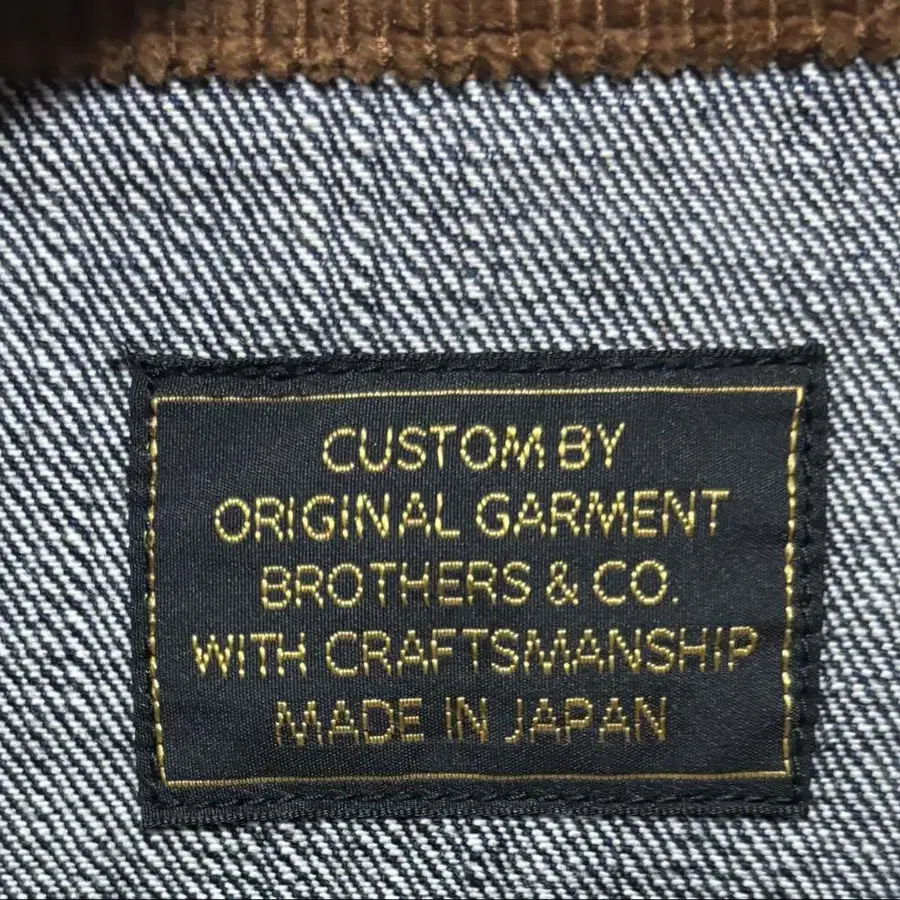 CUSTOM BY
ORIGINAL GARMENT
BROTHERS & CO.
WITH CRAFTSMANSHIP
MADE IN JAPAN